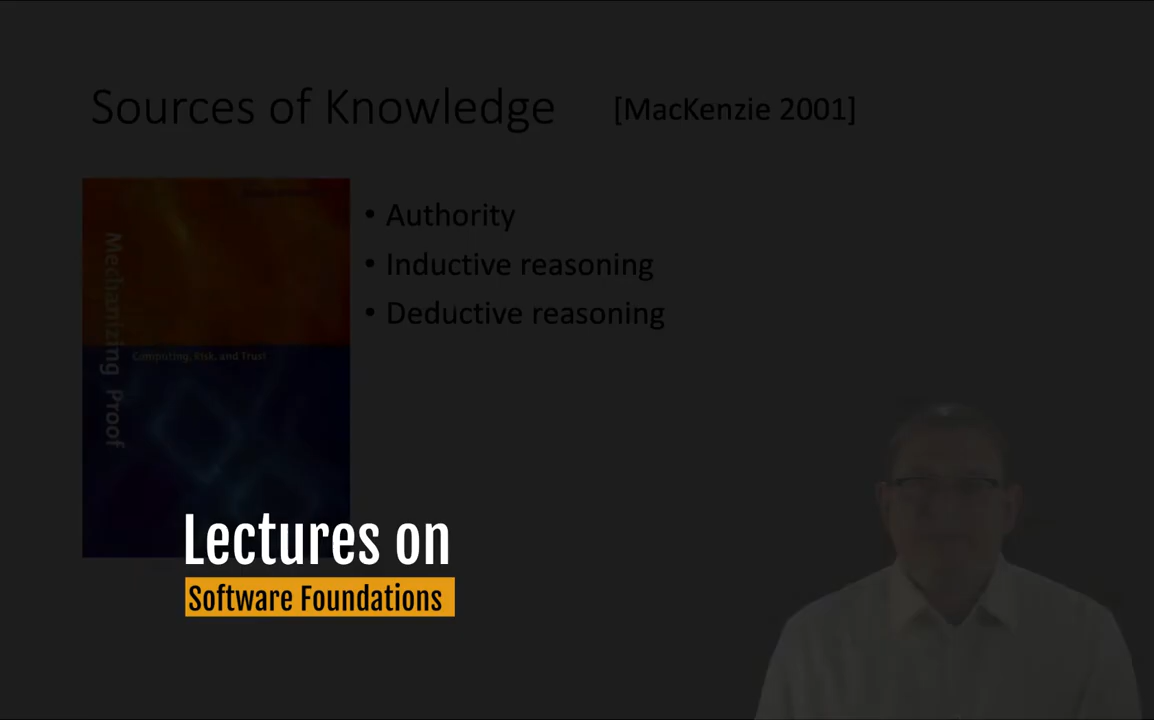 Sources of Knowledge [MacKenzie 2001]
• Authority
• Inductive reasoning
• Deductive reasoning
Mechanizing Proof
Computing, Risk, and Trust
Lectures on
Software Foundations